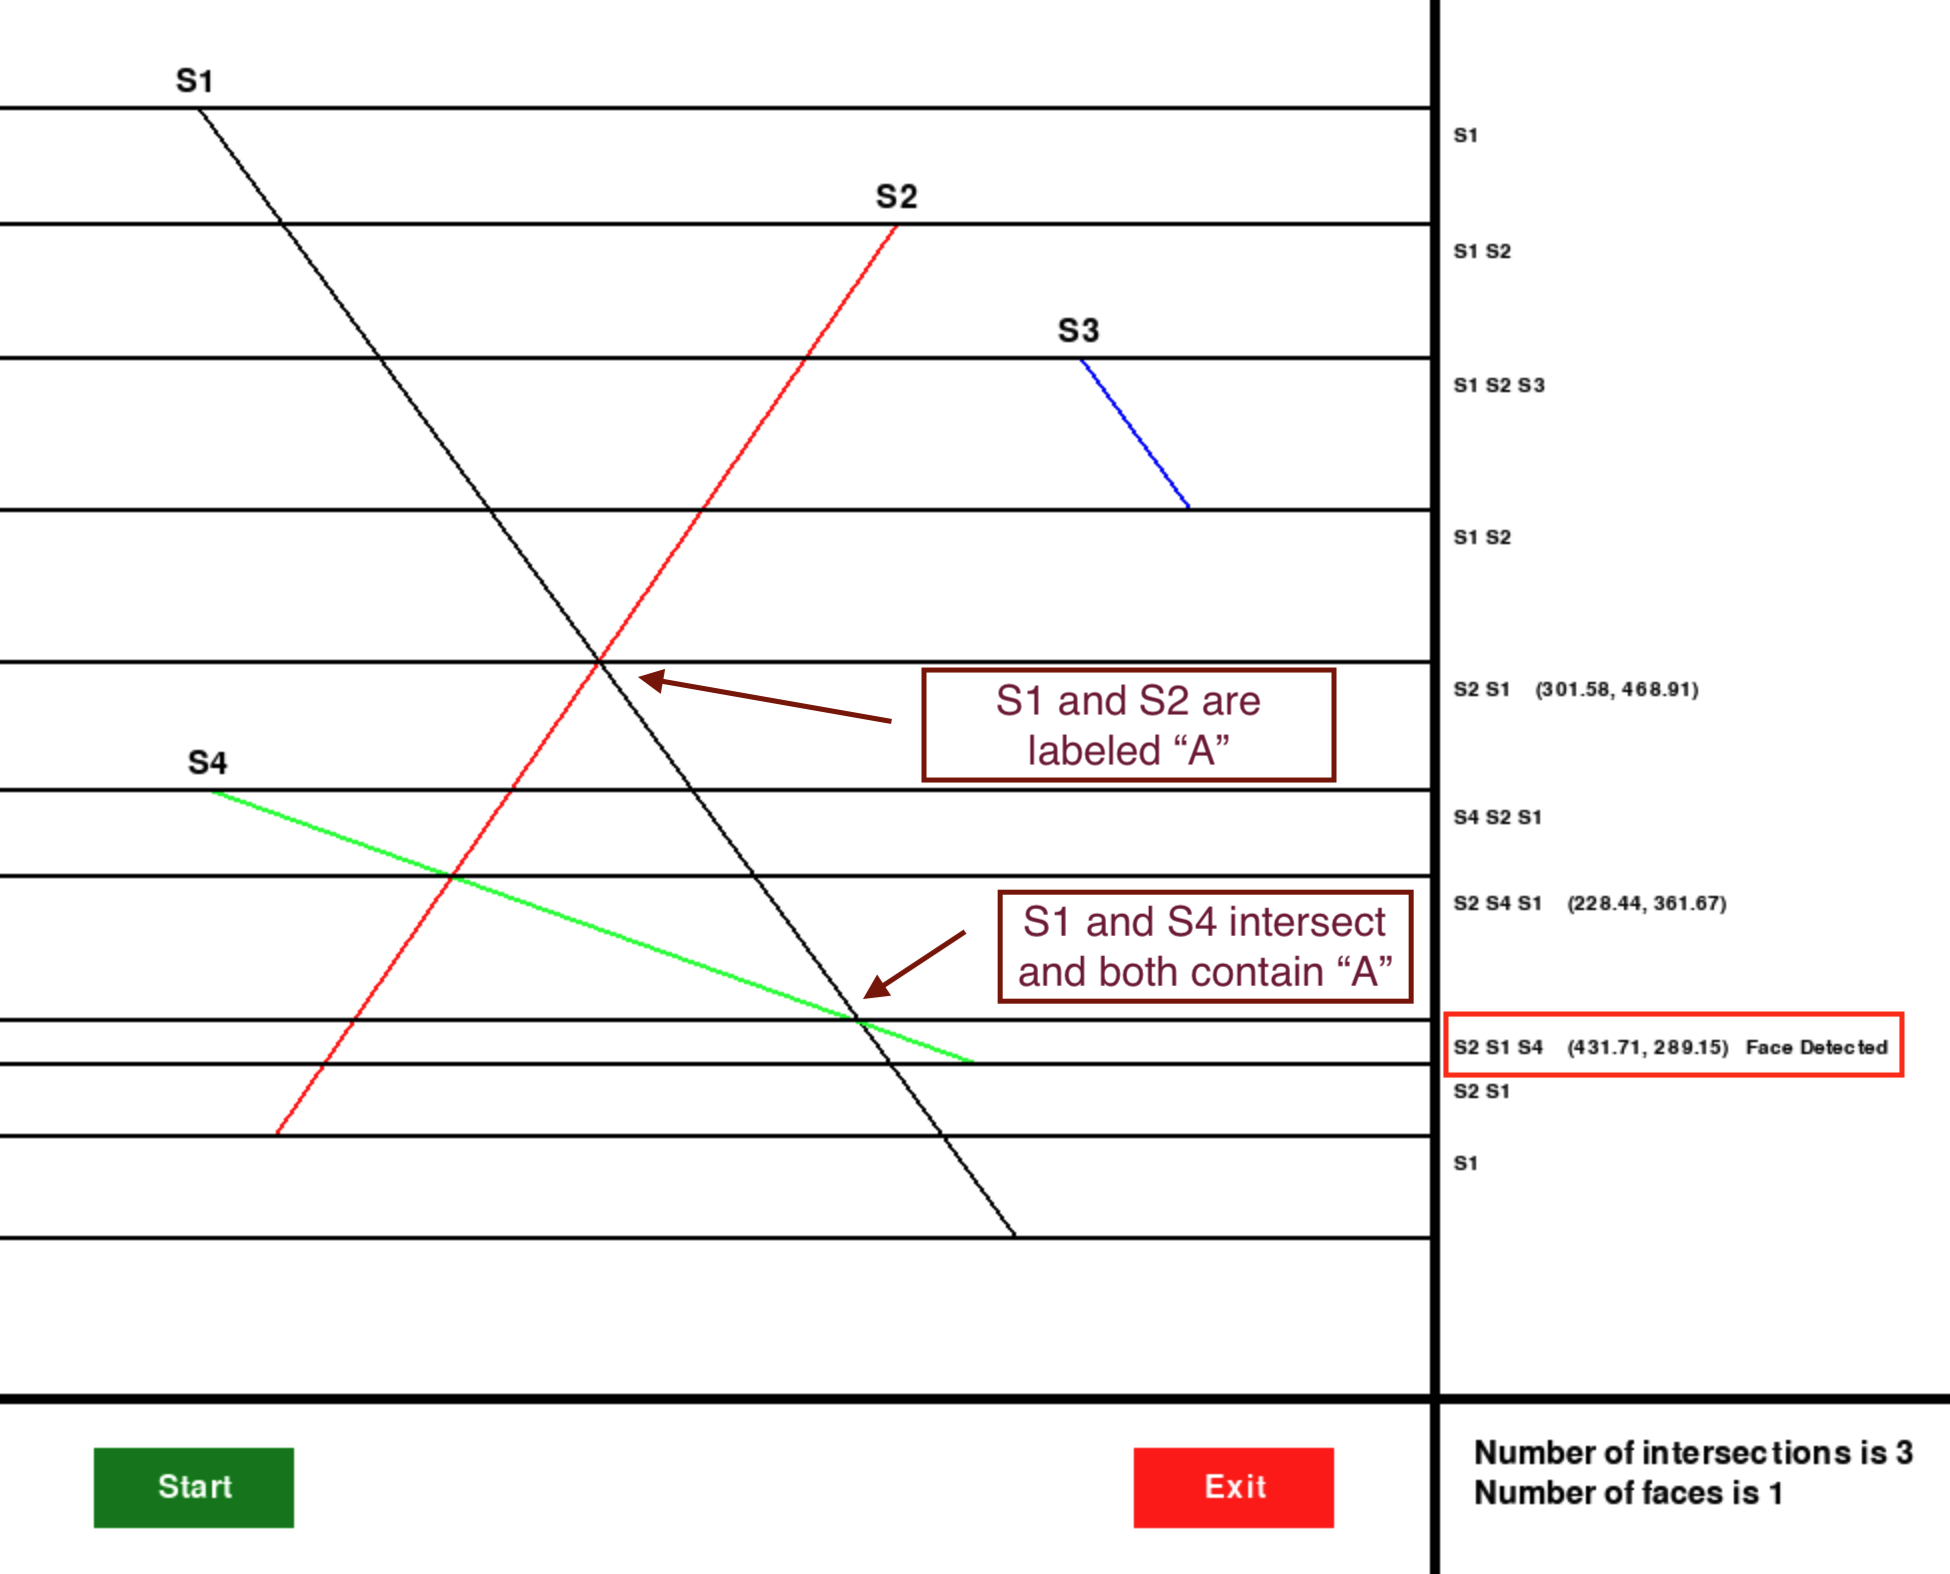 S1
S1
S2
S1 S2
S3
S1 S2 S3
S1 S2
S1 and S2 are
labeled “A”
S2 S1 (301.58, 468.91)
S4
S4 S2 S1
S1 and S4 intersect
and both contain “A”
S2 S4 S1 (228.44, 361.67)
S2 S1 S4 (431.71, 289.15) Face Detected
S2 S1
S1
Start
Exit
Number of intersections is 3
Number of faces is 1